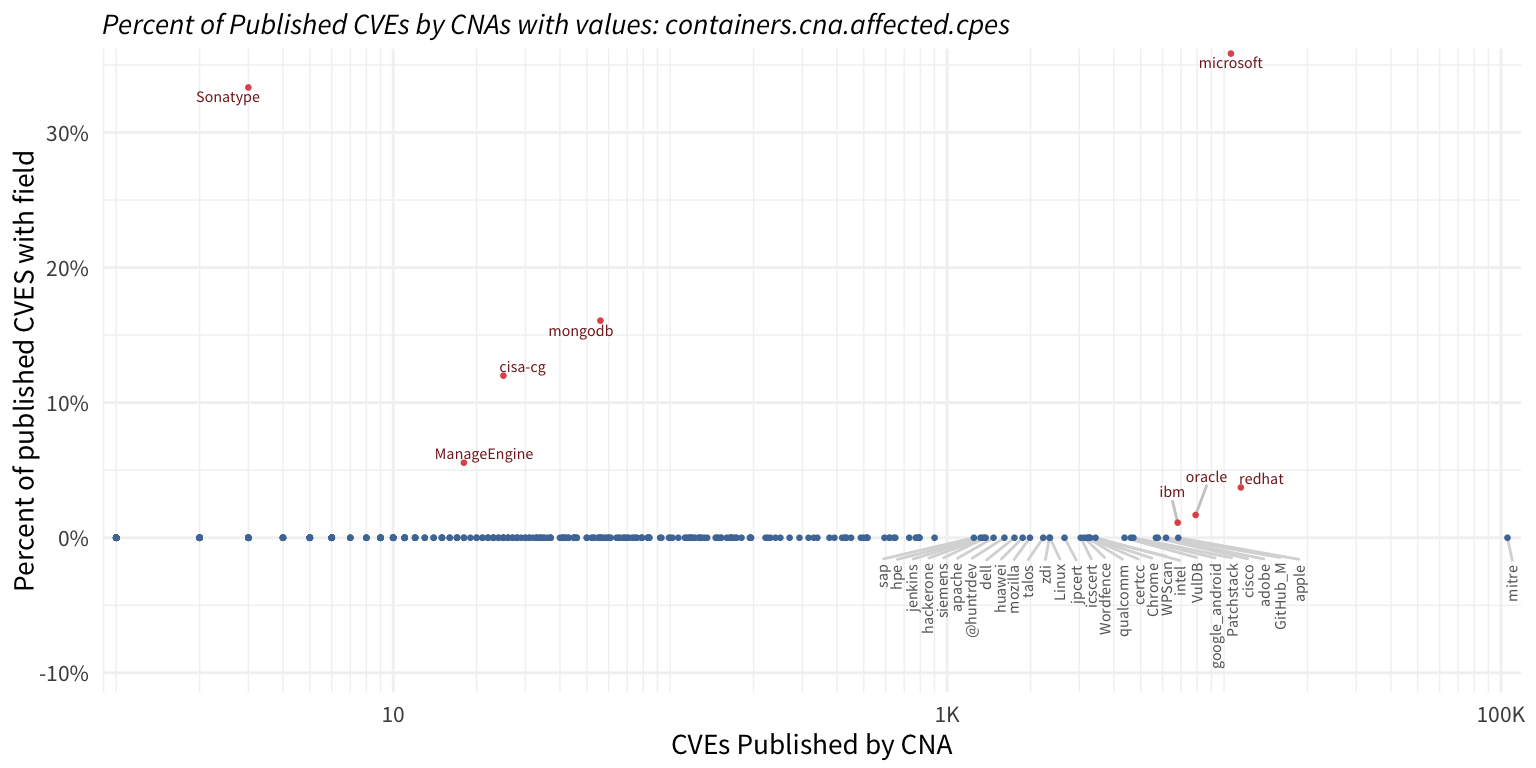 Percent of Published CVEs by CNAs with values: containers.cna.affected.cpes
Percent of published CVES with field
30%
20%
10%
0%
-10%
microsoft
Sonatype
mongodb
cisa-cg
ManageEngine
oracle
redhat
ibm
sap
hpe
jenkins
hackerone
siemens
apache
@huntrdev
dell
huawei
mozilla
talos
zdi
Linux
jpcert
icscert
Wordfence
qualcomm
certcc
Chrome
WPScan
intel
VulDB
google_android
Patchstack
cisco
adobe
GitHub_M
apple
mitre
10
1K
100K
CVEs Published by CNA